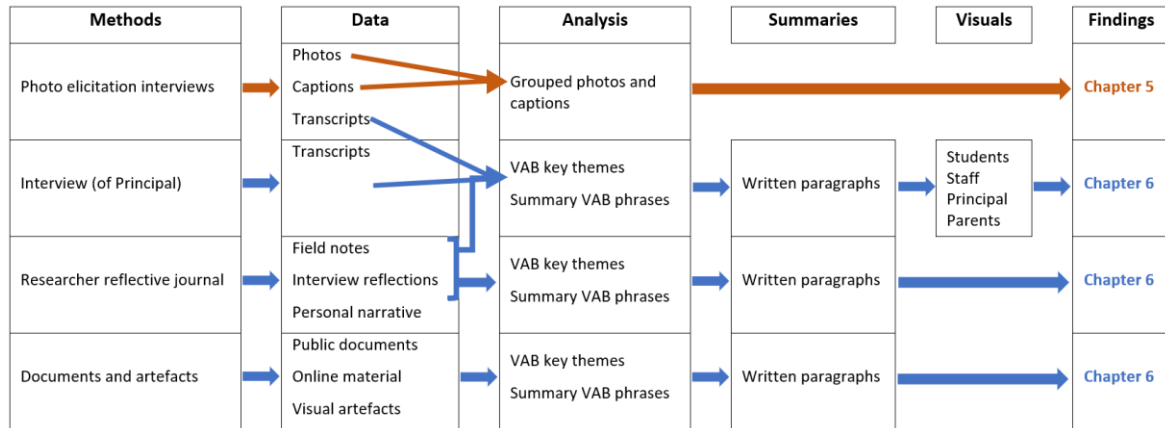 Methods
Data
Analysis
Summaries
Visuals
Findings
Photo elicitation interviews
Photos
Captions
Transcripts
Grouped photos and
captions
Chapter 5
Interview (of Principal)
Transcripts
VAB key themes
Summary VAB phrases
Written paragraphs
Students
Staff
Principal
Parents
Chapter 6
Researcher reflective journal
Field notes
Interview reflections
Personal narrative
VAB key themes
Summary VAB phrases
Written paragraphs
Chapter 6
Documents and artefacts
Public documents
Online material
Visual artefacts
VAB key themes
Summary VAB phrases
Written paragraphs
Chapter 6